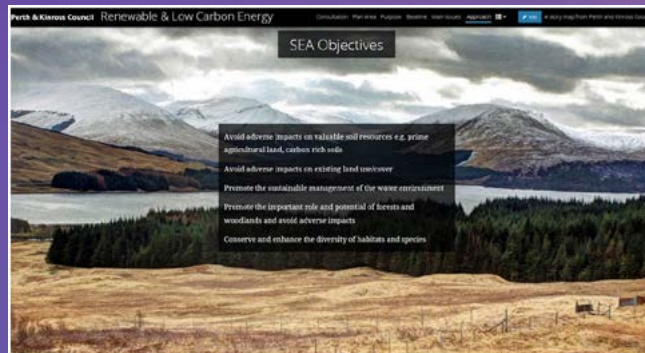 Perth & Kinross Council Renewable & Low Carbon Energy Consultation Plan Area Purpose Baseline Main Issues Approach
SEA Objectives
Avoid adverse impacts on valuable soil resources e.g. prime
agricultural land, carbon rich soils
Avoid adverse impacts on existing land use/cover
Promote the sustainable management of the water environment
Promote the important role and potential of forests and
woodlands and avoid adverse impacts
Conserve and enhance the diversity of habitats and species